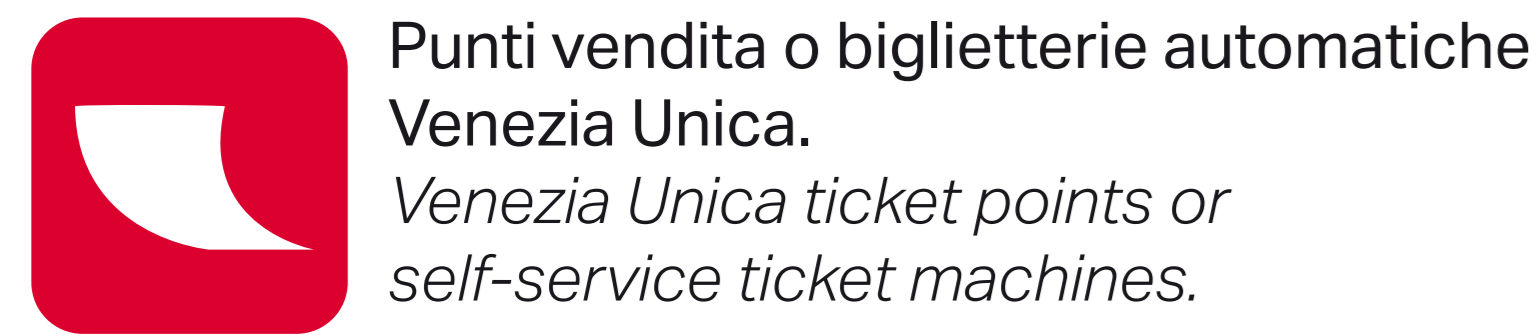 Punti vendita o biglietterie automatiche
Venezia Unica.
Venezia Unica ticket points or
self-service ticket machines.